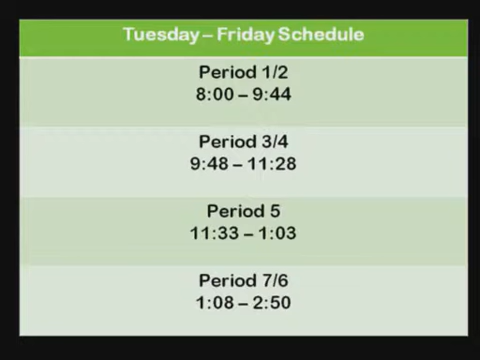 Tuesday – Friday Schedule
Period 1/2
8:00 – 9:44
Period 3/4
9:48 – 11:28
Period 5
11:33 – 1:03
Period 7/6
1:08 – 2:50